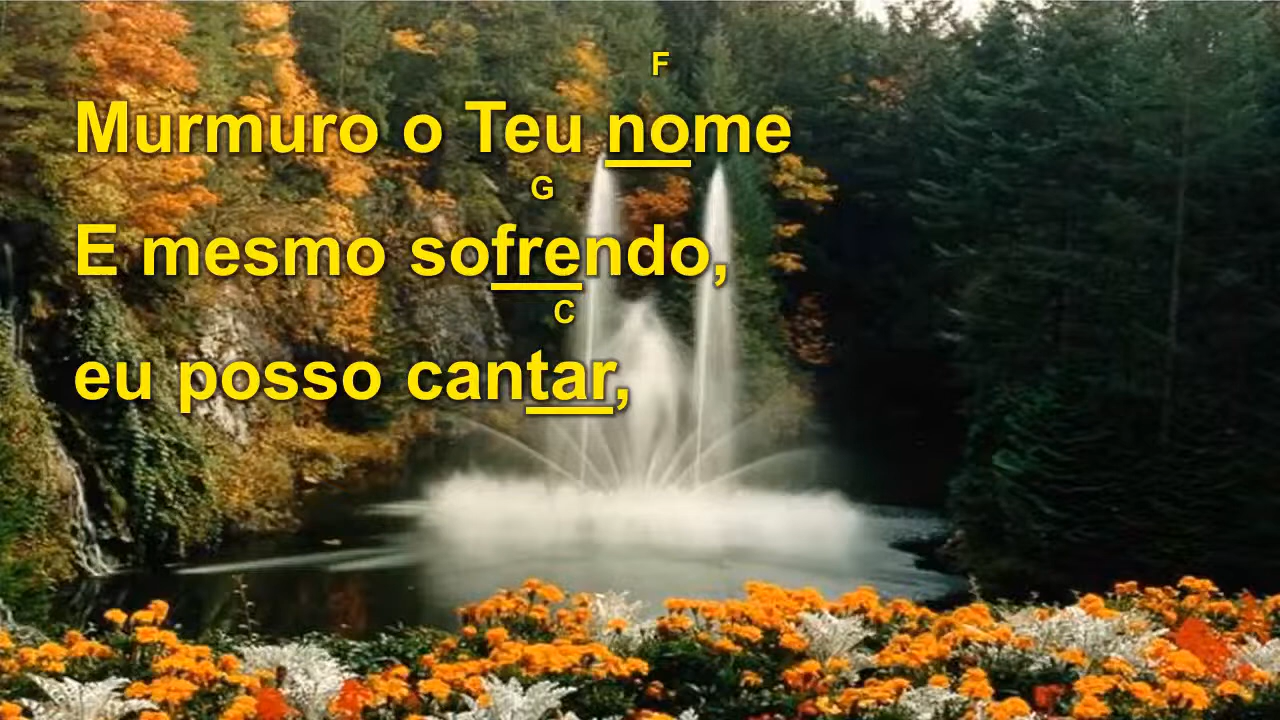 F
Murmuro o Teu nome
G
E mesmo sofrendo,
C
eu posso cantar,